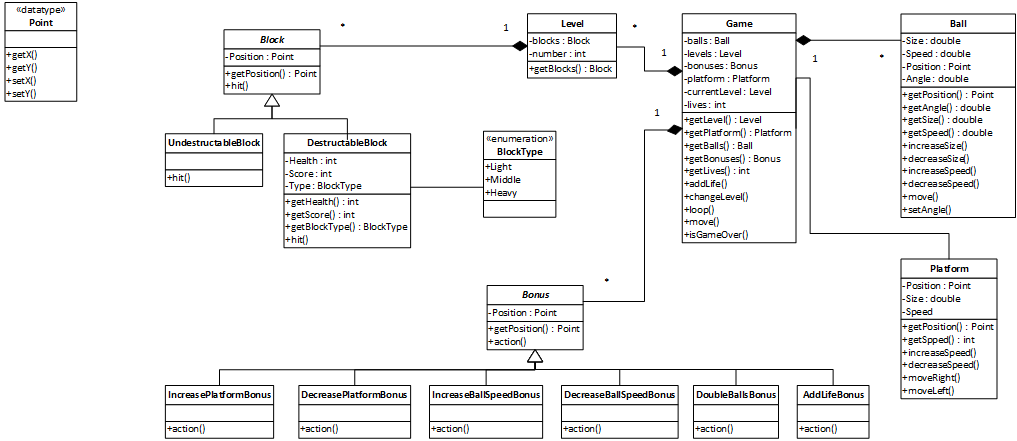 «datatype»
Point
+getX()
+getY()
+setX()
+setY()
Block
-Position : Point
+getPosition() : Point
+hit()
*
1
Level
-blocks : Block
-number : int
+getBlocks() : Block
*
1
Game
-balls : Ball
-levels : Level
-bonuses : Bonus
-platform : Platform
-currentLevel : Level
-lives : int
+getLevel() : Level
+getPlatform() : Platform
+getBalls() : Ball
+getBonuses() : Bonus
+getLives() : int
+addLife()
+changeLevel()
+loop()
+move()
+isGameOver()
1
*
Ball
-Size : double
-Speed : double
-Position : Point
-Angle : double
+getPosition() : Point
+getAngle() : double
+getSize() : double
+getSpeed() : double
+increaseSize()
+decreaseSize()
+increaseSpeed()
+decreaseSpeed()
+move()
+setAngle()
UndestructableBlock
+hit()
DestructableBlock
-Health : int
-Score : int
-Type : BlockType
+getHealth() : int
+getScore() : int
+getBlockType() : BlockType
+hit()
«enumeration»
BlockType
+Light
+Middle
+Heavy
1
*
Platform
-Position : Point
-Size : double
-Speed
+getPosition() : Point
+getSpped() : int
+increaseSpeed()
+decreaseSpeed()
+moveRight()
+moveLeft()
Bonus
-Position : Point
+getPosition() : Point
+action()
IncreasePlatformBonus
+action()
DecreasePlatformBonus
+action()
IncreaseBallSpeedBonus
+action()
DecreaseBallSpeedBonus
+action()
DoubleBallsBonus
+action()
AddLifeBonus
+action()